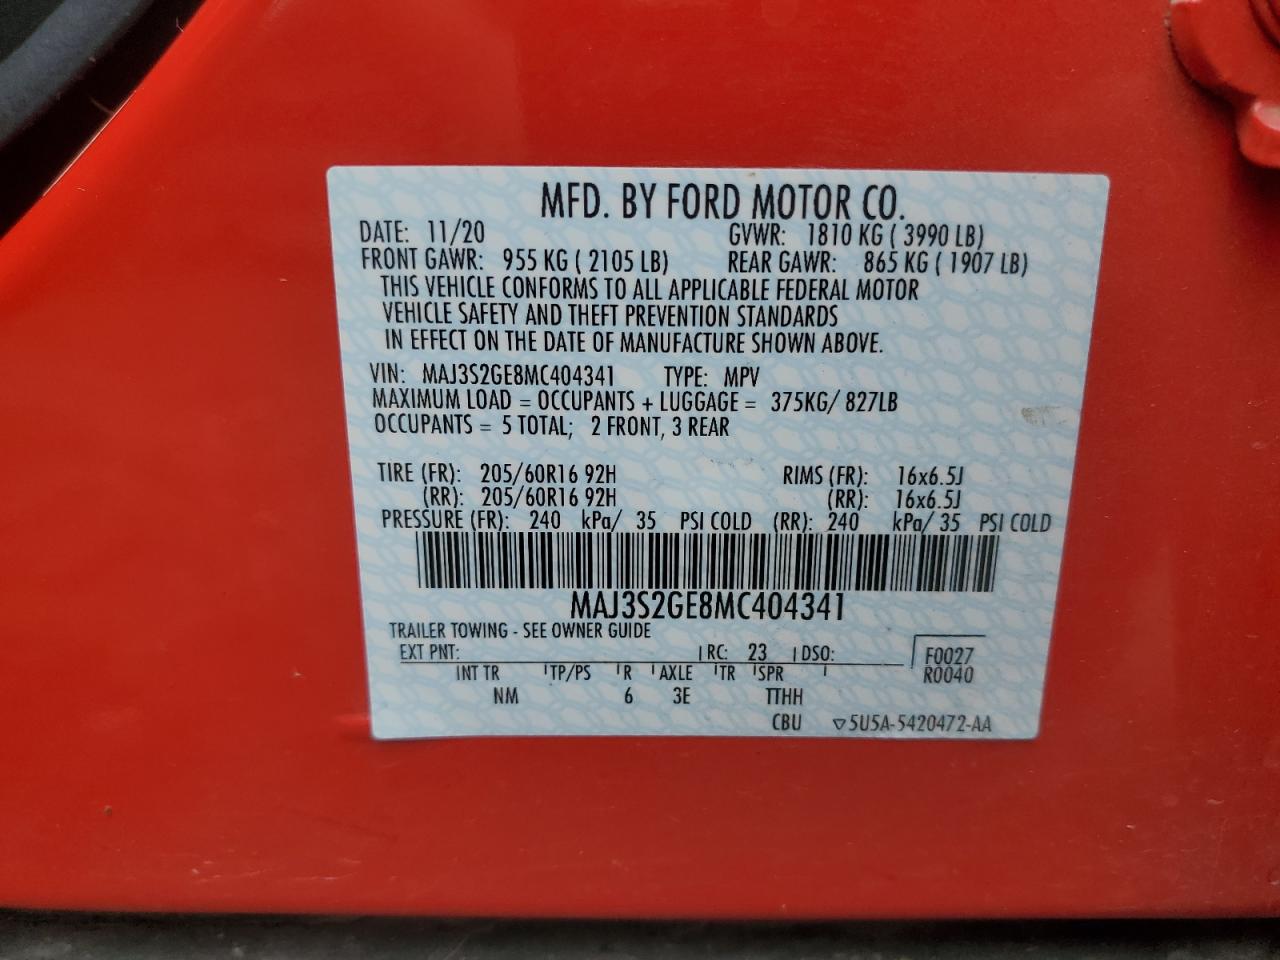 MFD. BY FORD MOTOR CO.
DATE: 11/20 GVWR: 1810 KG ( 3990 LB)
FRONT GAWR: 955 KG ( 2105 LB) REAR GAWR: 865 KG ( 1907 LB)
THIS VEHICLE CONFORMS TO ALL APPLICABLE FEDERAL MOTOR
VEHICLE SAFETY AND THEFT PREVENTION STANDARDS
IN EFFECT ON THE DATE OF MANUFACTURE SHOWN ABOVE.
VIN: MAJ3S2GE8MC404341 TYPE: MPV
MAXIMUM LOAD = OCCUPANTS + LUGGAGE = 375KG/ 827LB
OCCUPANTS = 5 TOTAL; 2 FRONT, 3 REAR
TIRE (FR): 205/60R16 92H RIMS (FR): 16x6.5J
(RR): 205/60R16 92H (RR): 16x6.5J
PRESSURE (FR): 240 kPa/ 35 PSI COLD (RR): 240 kPa/ 35 PSI COLD
MAJ3S2GE8MC404341
TRAILER TOWING - SEE OWNER GUIDE
EXT PNT: RC: 23 DSO: F0027
INT TR TP/PS R AXLE TR SPR R0040
NM 6 3E TTHH
CBU ▽5U5A-5420472-AA